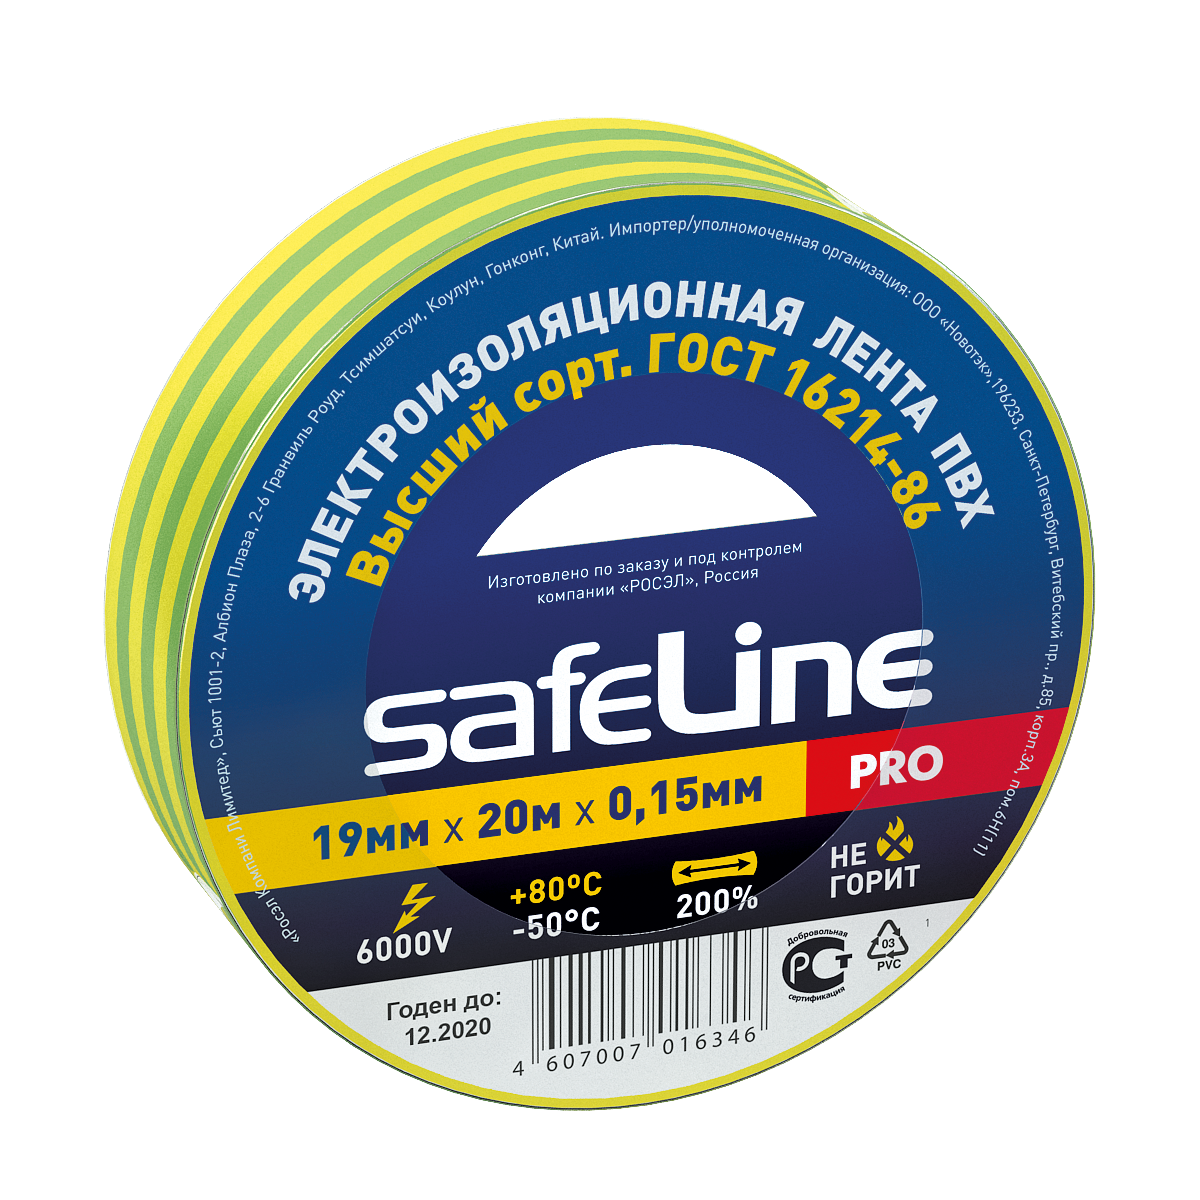 «Росэл Компани Лимитед», Сьют 1001-2, Албион Плаза, 2-6 Гранвиль Роуд, Тсимшатсуи, Коулун, Гонконг, Китай. Импортер/уполномоченная организация: ООО «Новотэк»,196233, Санкт-Петербург, Витебский пр., д.85, корп.3А, пом.6Н(11)
ЭЛЕКТРОИЗОЛЯЦИОННАЯ ЛЕНТА ПВХ
Высший сорт. ГОСТ 16214-86
Изготовлено по заказу и под контролем
компании «РОСЭЛ», Россия
safeLine
PRO
19мм x 20м x 0,15мм
6000V
+80°C
-50°C
200%
НЕ
ГОРИТ
Годен до:
12.2020
4 607007 016346
Добровольная
РСТ
сертификация
03
PVC
1